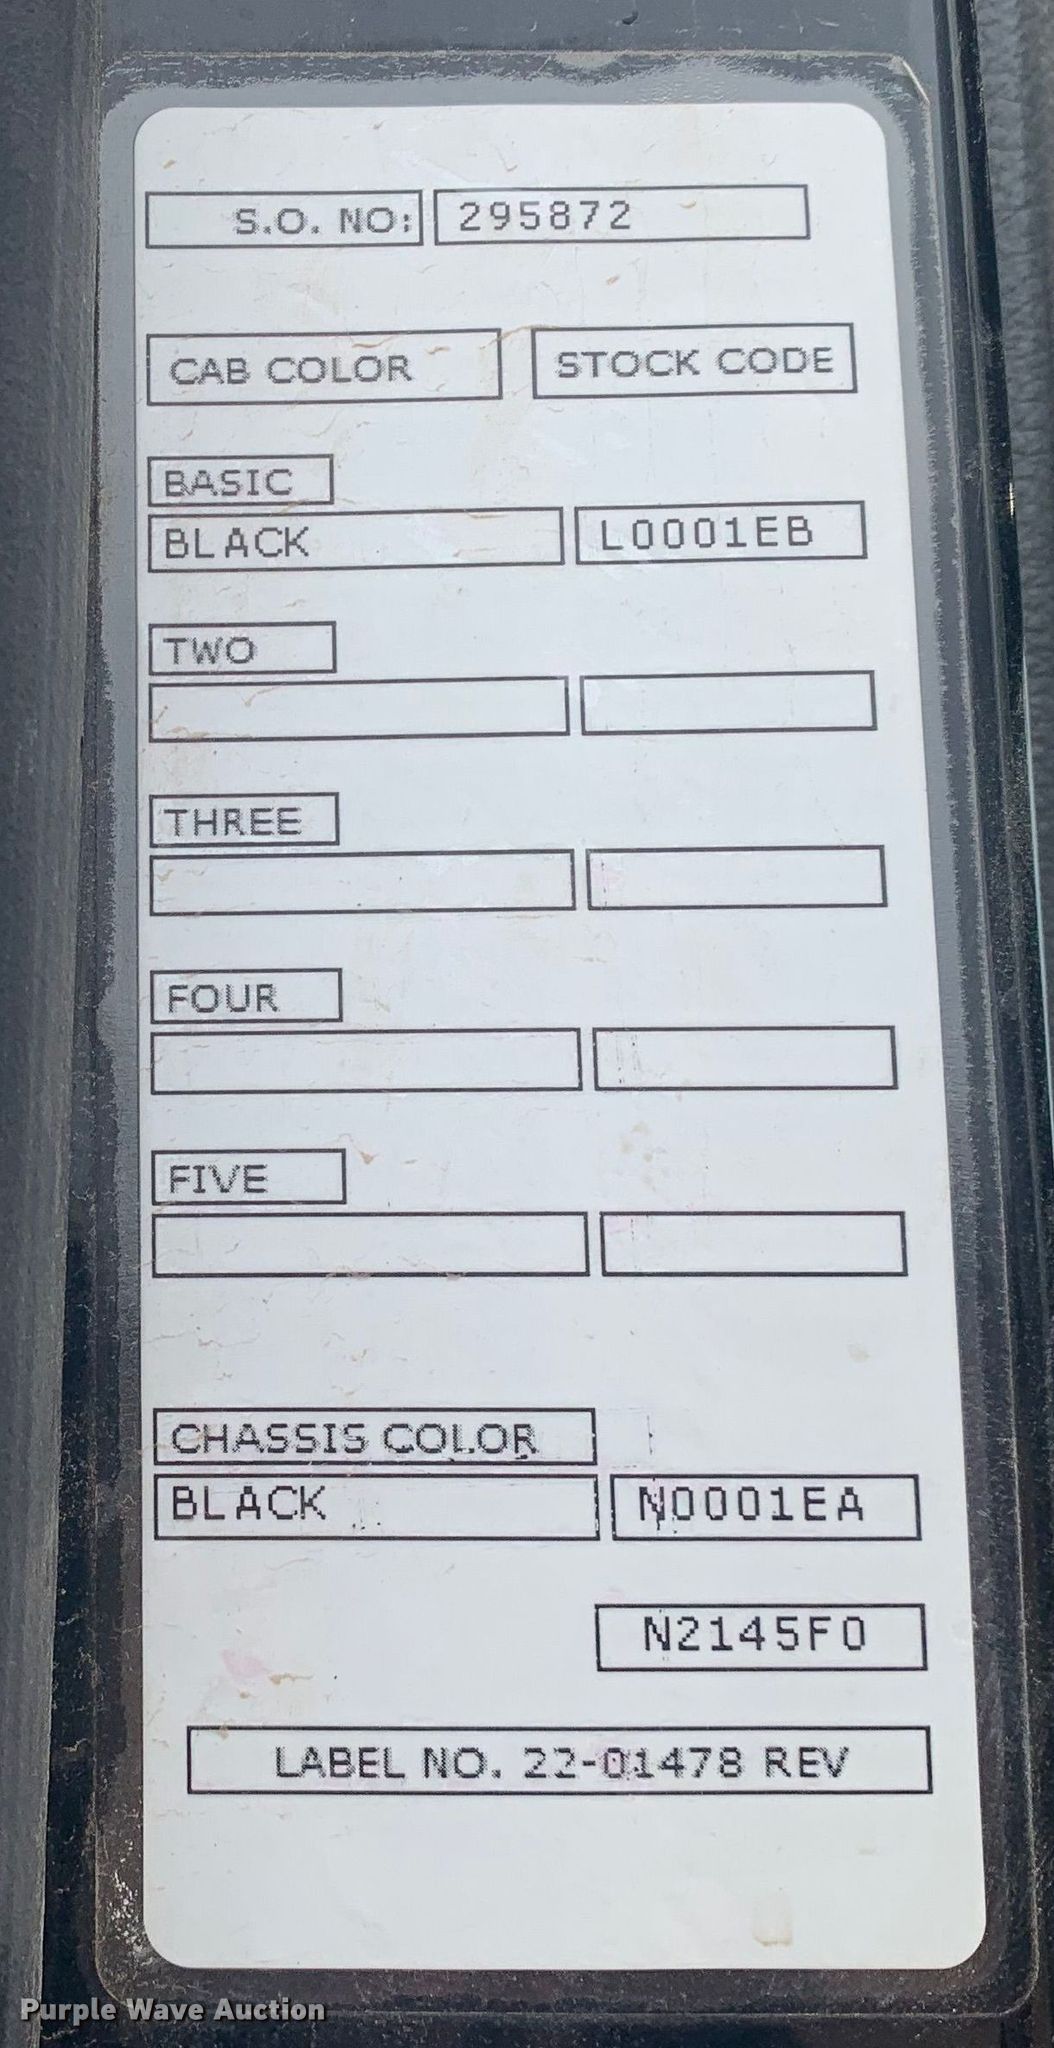 S.O. NO: 295872
CAB COLOR STOCK CODE
BASIC
BLACK L0001EB
TWO
THREE
FOUR
FIVE
CHASSIS COLOR
BLACK N0001EA
N2145F0
LABEL NO. 22-01478 REV
Purple Wave Auction